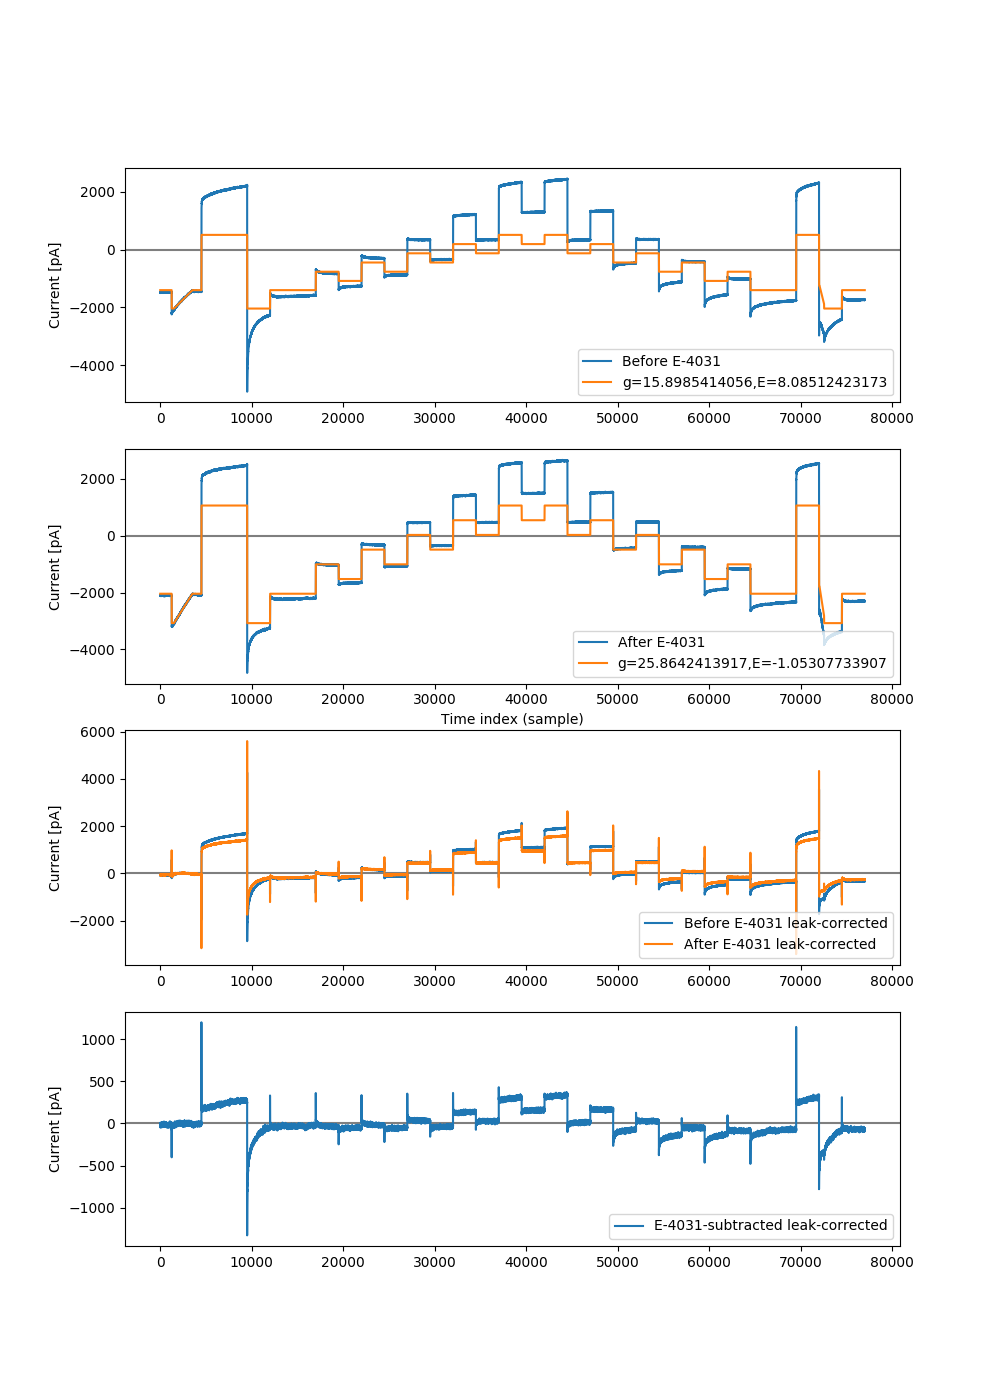 2000
0
−2000
−4000
Current [pA]
Before E-4031
g=15.8985414056,E=8.08512423173
0 10000 20000 30000 40000 50000 60000 70000 80000
2000
0
−2000
−4000
Current [pA]
After E-4031
g=25.8642413917,E=-1.05307733907
0 10000 20000 30000 40000 50000 60000 70000 80000
Time index (sample)
6000
4000
2000
0
−2000
Current [pA]
Before E-4031 leak-corrected
After E-4031 leak-corrected
0 10000 20000 30000 40000 50000 60000 70000 80000
1000
500
0
−500
−1000
Current [pA]
E-4031-subtracted leak-corrected
0 10000 20000 30000 40000 50000 60000 70000 80000